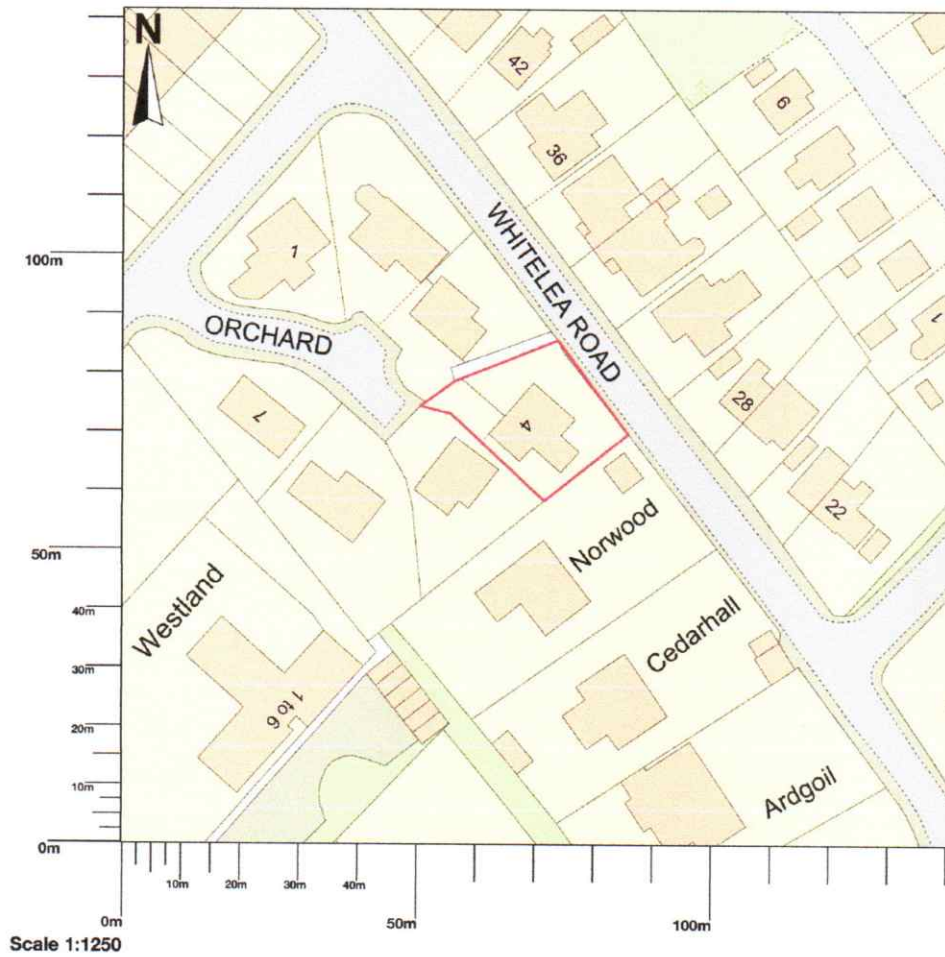 N
42
36
6
1
WHITELEA ROAD
100m
ORCHARD
1
28
7
4
22
Norwood
50m
Westland
40m
Cedarhall
30m
1 to 6
20m
10m
Ardgoil
0m
10m 20m 30m 40m
0m 50m 100m
Scale 1:1250